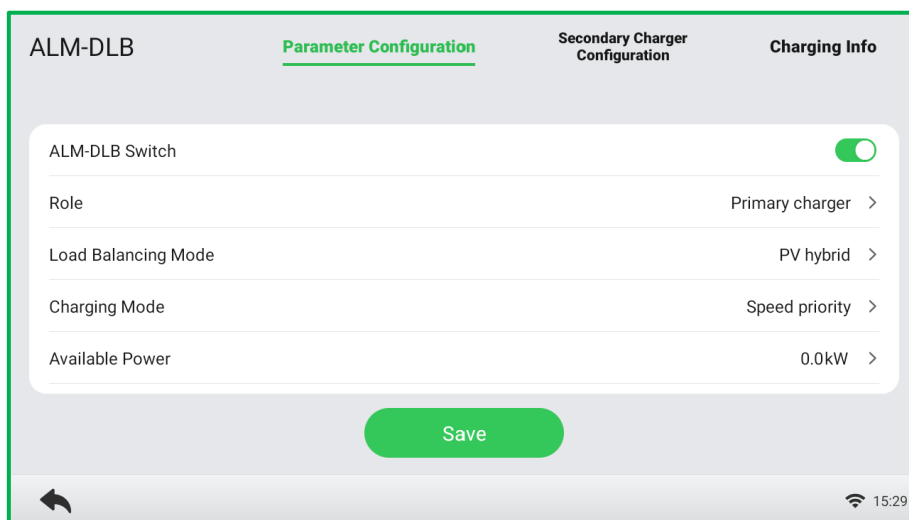 ALM-DLB
Parameter Configuration
Secondary Charger
Configuration
Charging Info
ALM-DLB Switch
Role
Primary charger
Load Balancing Mode
PV hybrid
Charging Mode
Speed priority
Available Power
0.0kW
Save
15:29